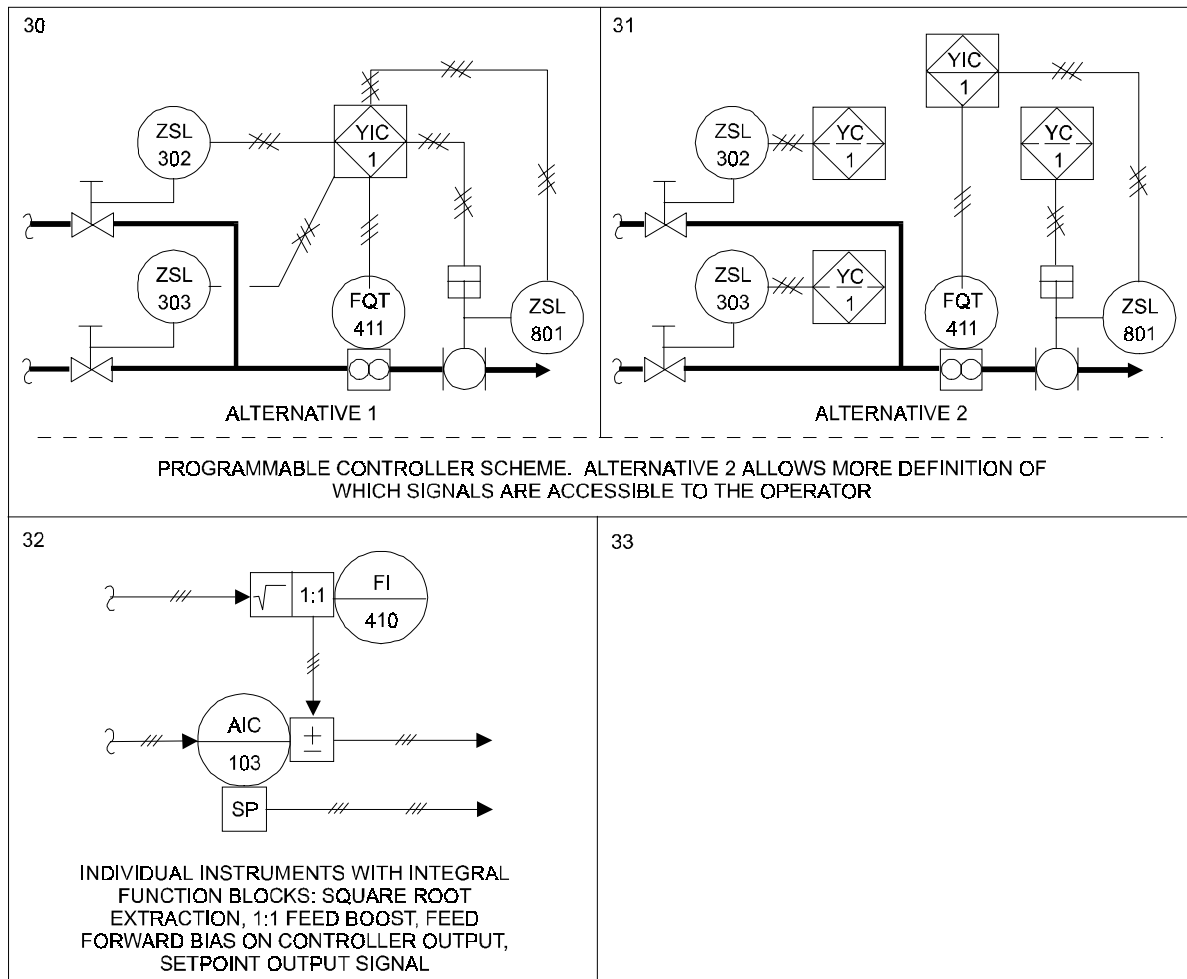 30
ZSL
302
YIC
1
ZSL
303
FQT
411
ZSL
801
ALTERNATIVE 1
31
YIC
1
ZSL
302
YC
1
YC
1
ZSL
303
YC
1
FQT
411
ZSL
801
ALTERNATIVE 2
PROGRAMMABLE CONTROLLER SCHEME. ALTERNATIVE 2 ALLOWS MORE DEFINITION OF
WHICH SIGNALS ARE ACCESSIBLE TO THE OPERATOR
32
√ 1:1 FI
410
AIC
103
±
SP
INDIVIDUAL INSTRUMENTS WITH INTEGRAL
FUNCTION BLOCKS: SQUARE ROOT
EXTRACTION, 1:1 FEED BOOST, FEED
FORWARD BIAS ON CONTROLLER OUTPUT,
SETPOINT OUTPUT SIGNAL
33